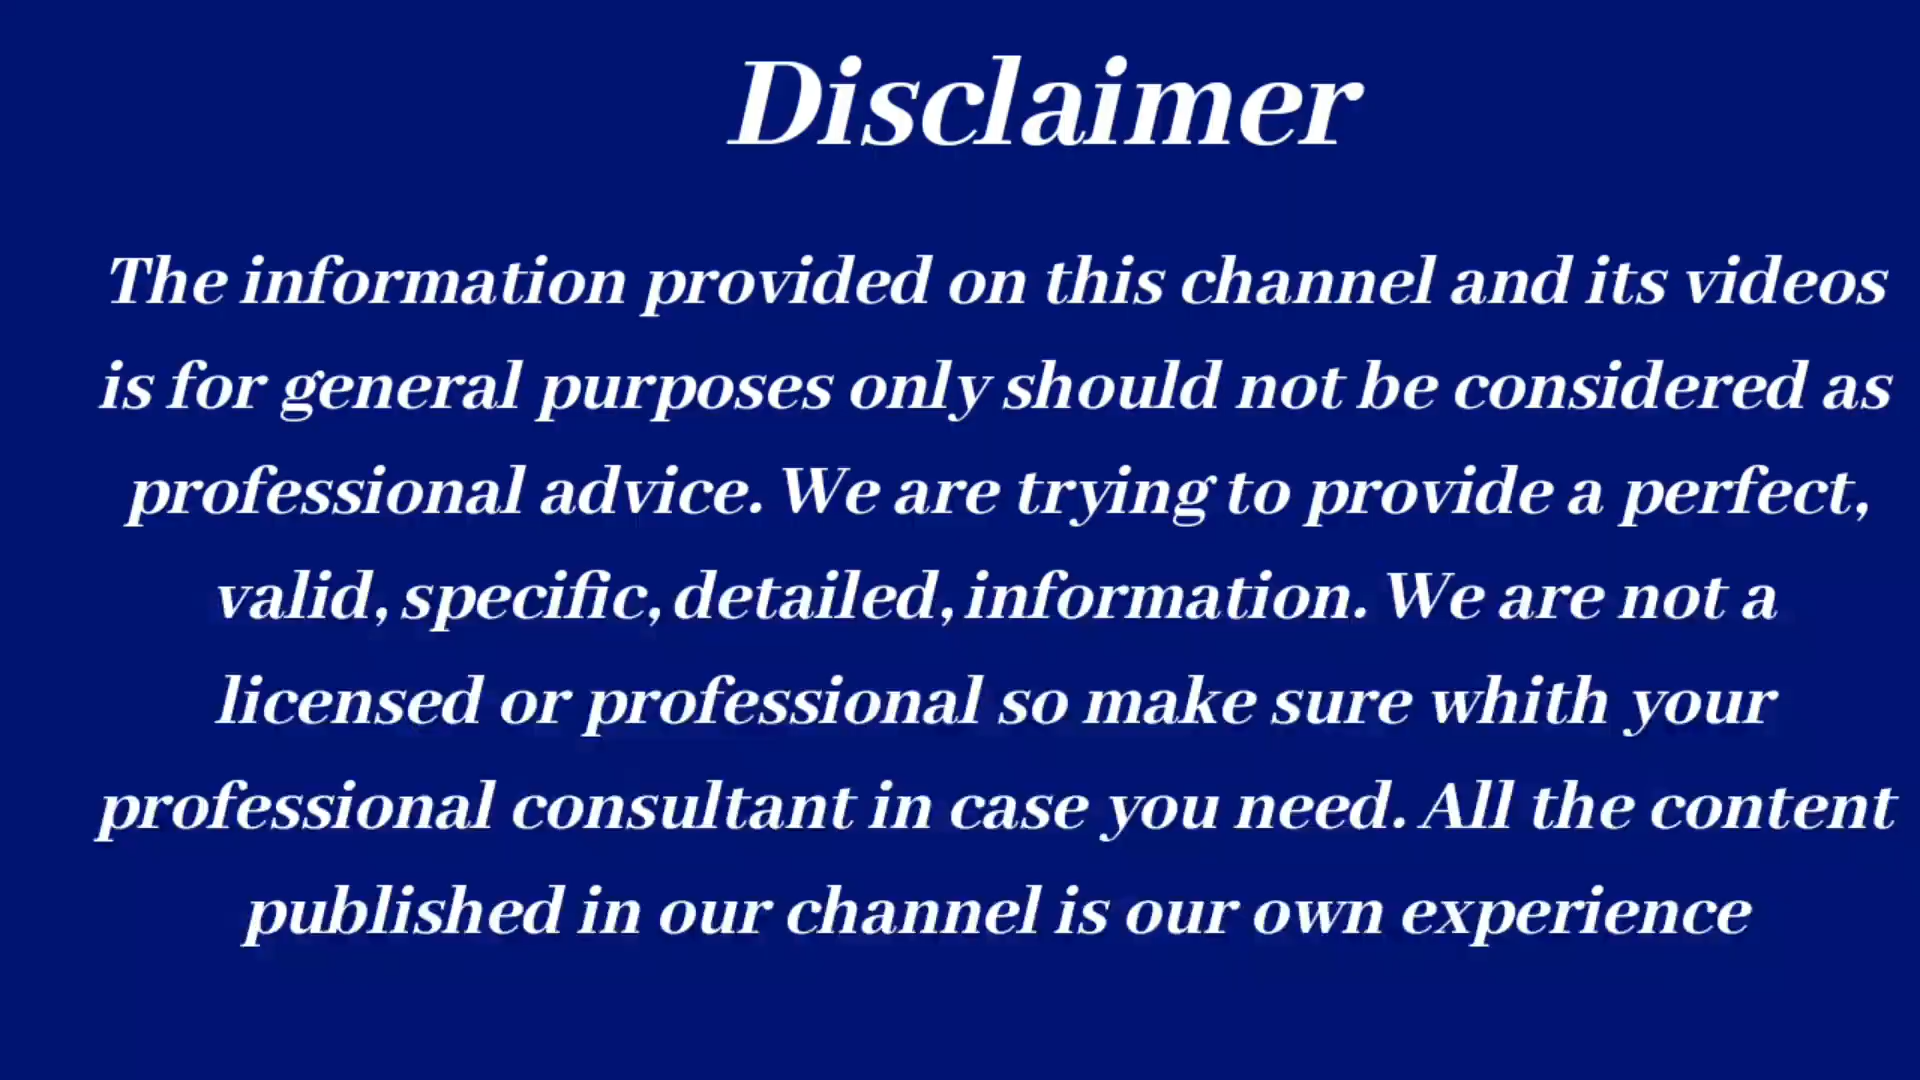 Disclaimer
The information provided on this channel and its videos
is for general purposes only should not be considered as
professional advice. We are trying to provide a perfect,
valid, specific, detailed, information. We are not a
licensed or professional so make sure whith your
professional consultant in case you need. All the content
published in our channel is our own experience